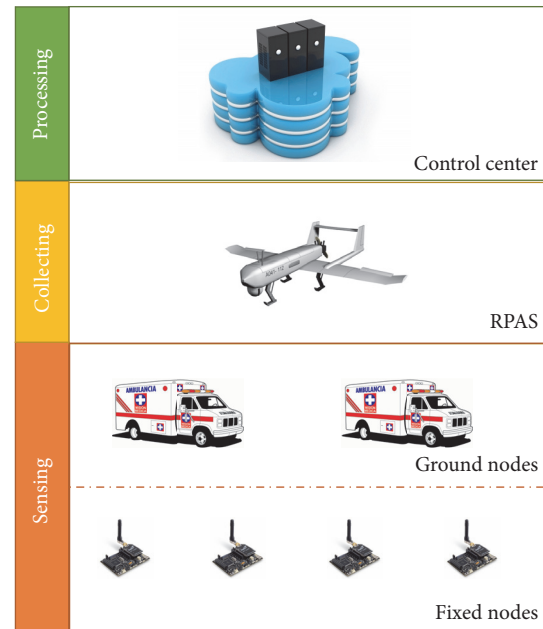 Processing
Control center
Collecting
RPAS
Sensing
AMBULANCIA
AMBULANCIA
Ground nodes
Fixed nodes